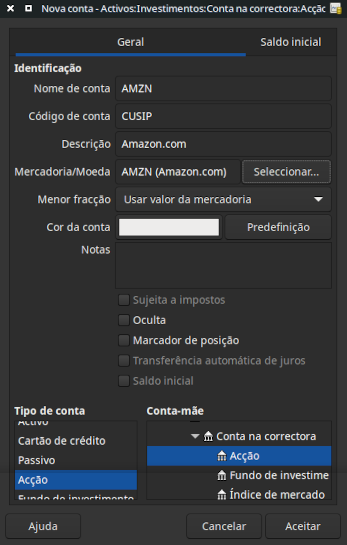 Nova conta - Activos:Investimentos:Conta na correctora:Acção
Geral
Saldo inicial
Identificação
Nome de conta AMZN
Código de conta CUSIP
Descrição Amazon.com
Mercadoria/Moeda AMZN (Amazon.com) Seleccionar...
Menor fracção Usar valor da mercadoria
Cor da conta Predefinição
Notas
Sujeita a impostos
Oculta
Marcador de posição
Transferência automática de juros
Saldo inicial
Tipo de conta
Activo
Cartão de crédito
Passivo
Acção
Fundo de investimento
Conta-mãe
Conta na correctora
Acção
Fundo de investime
Índice de mercado
Ajuda
Cancelar
Aceitar